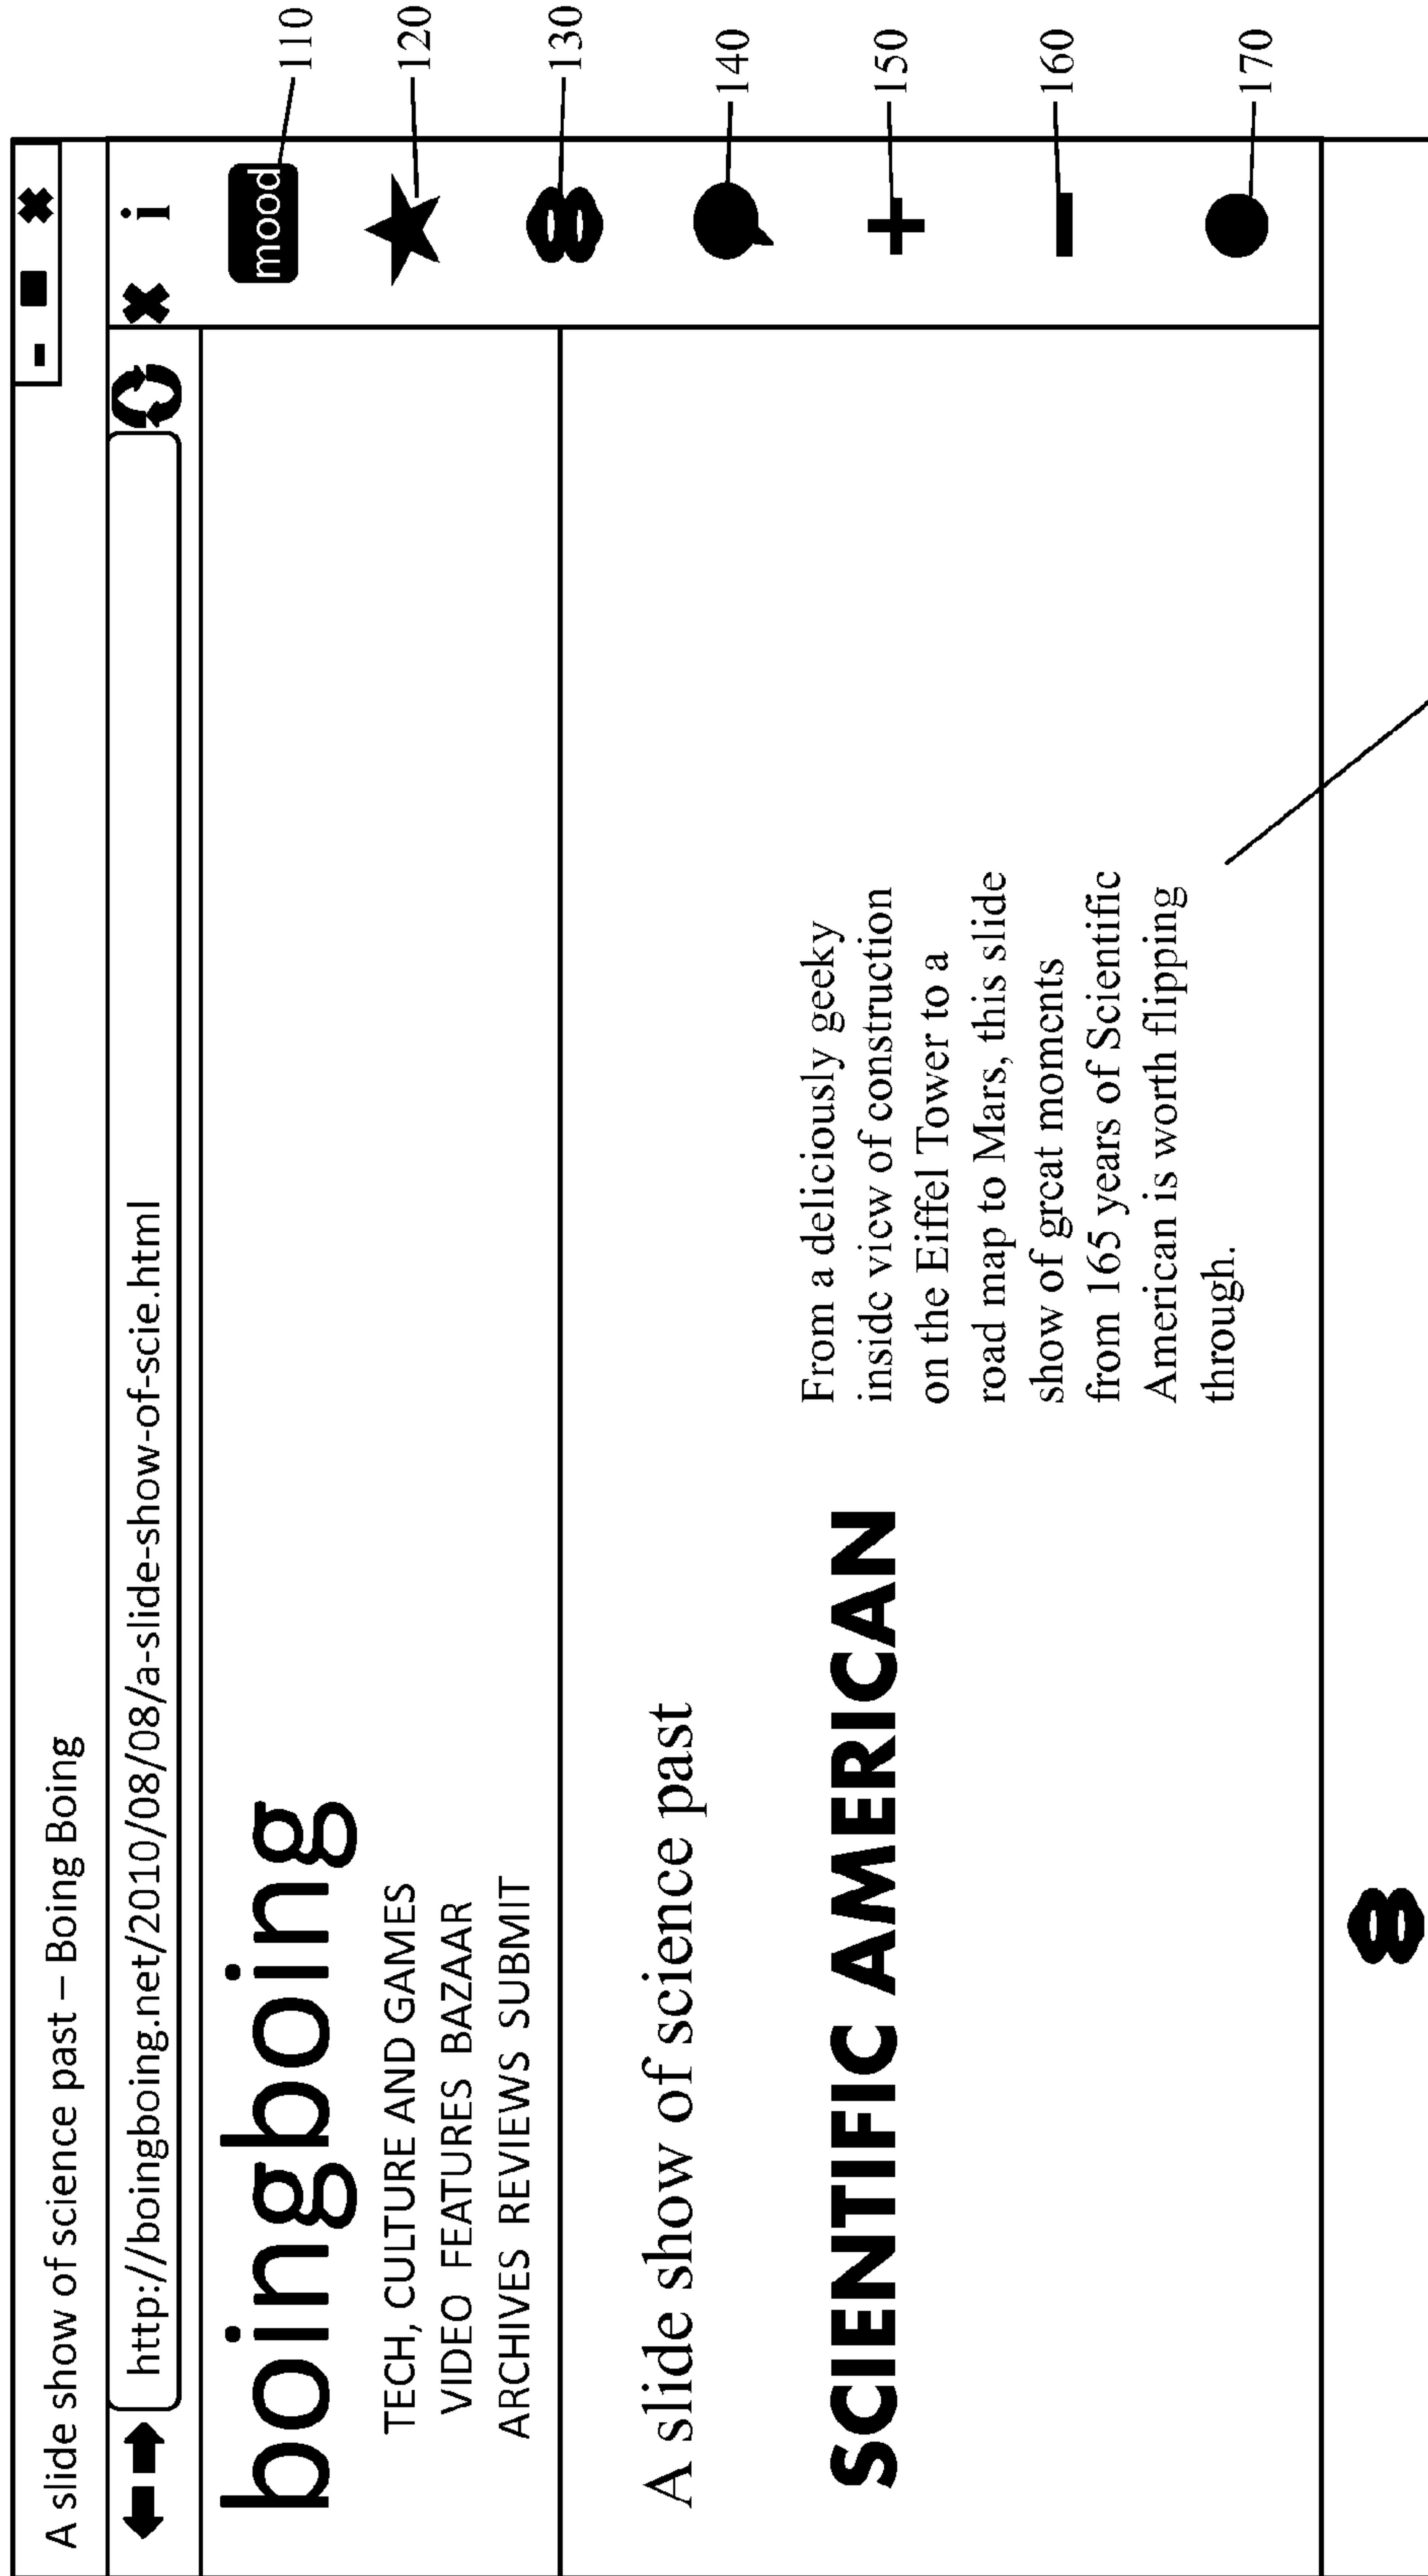 A slide show of science past – Boing Boing
http://boingboing.net/2010/08/08/a-slide-show-of-scie.html
i
boingboing
TECH, CULTURE AND GAMES
VIDEO FEATURES BAZAAR
ARCHIVES REVIEWS SUBMIT
mood
110
120
130
A slide show of science past
140
SCIENTIFIC AMERICAN
From a deliciously geeky
inside view of construction
on the Eiffel Tower to a
road map to Mars, this slide
show of great moments
from 165 years of Scientific
American is worth flipping
through.
150
160
170